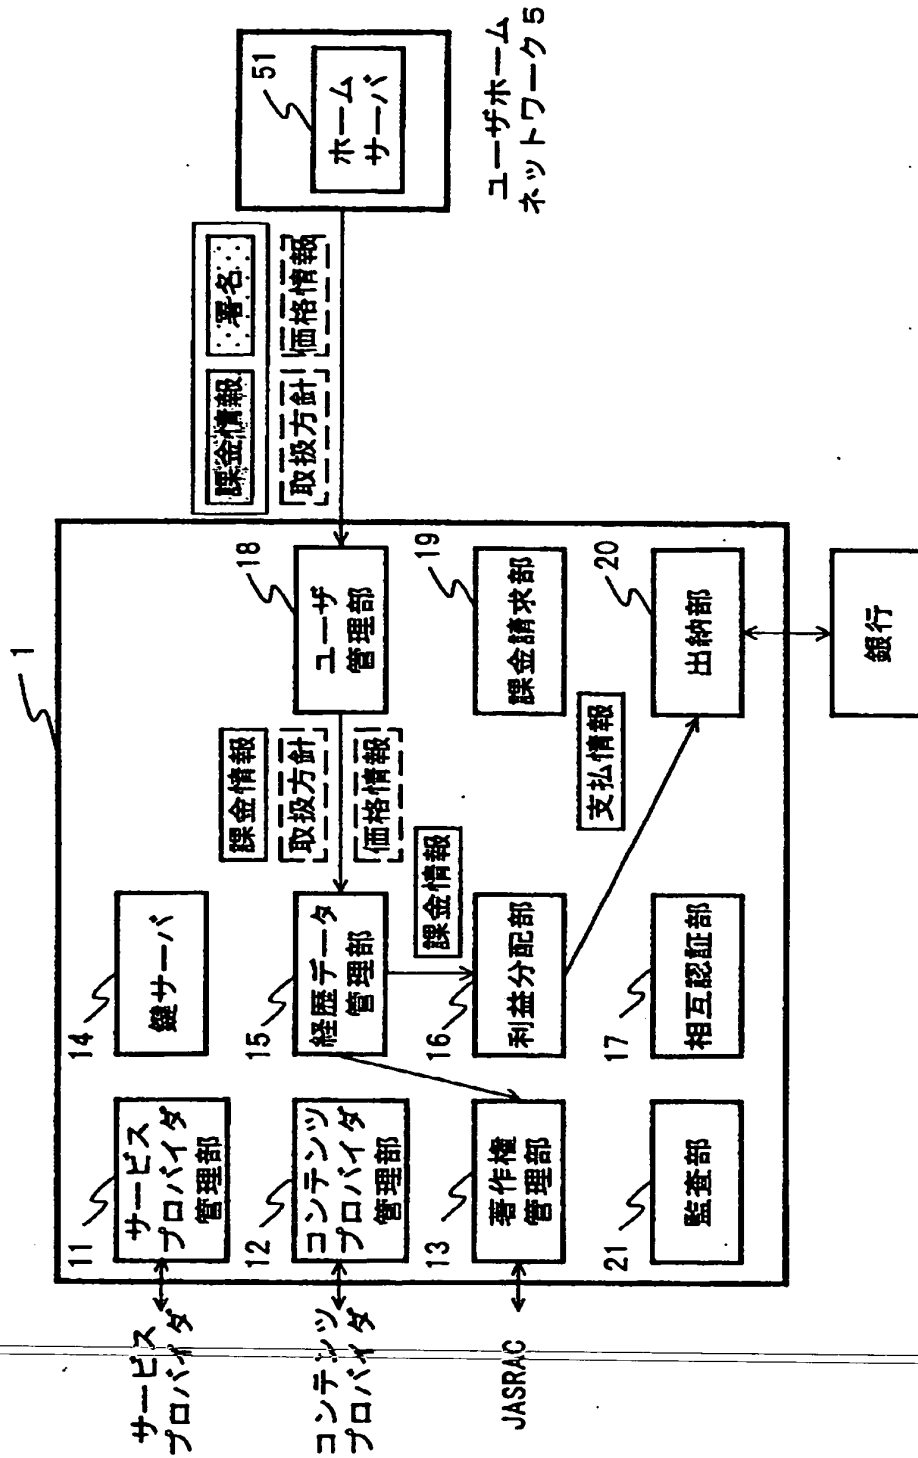 1
サービス
プロバイダ
コンテンツ
プロバイダ
JASRAC
11
サービス
プロバイダ
管理部
12
コンテンツ
プロバイダ
管理部
13
著作権
管理部
21
監査部
14
鍵サーバ
15
経歴データ
管理部
16
利益分配部
17
相互認証部
課金情報
取扱方針
価格情報
課金情報
支払情報
18
ユーザ
管理部
19
課金請求部
20
出納部
銀行
課金情報
署名
取扱方針
価格情報
51
ホーム
サーバ
ユーザホーム
ネットワーク5